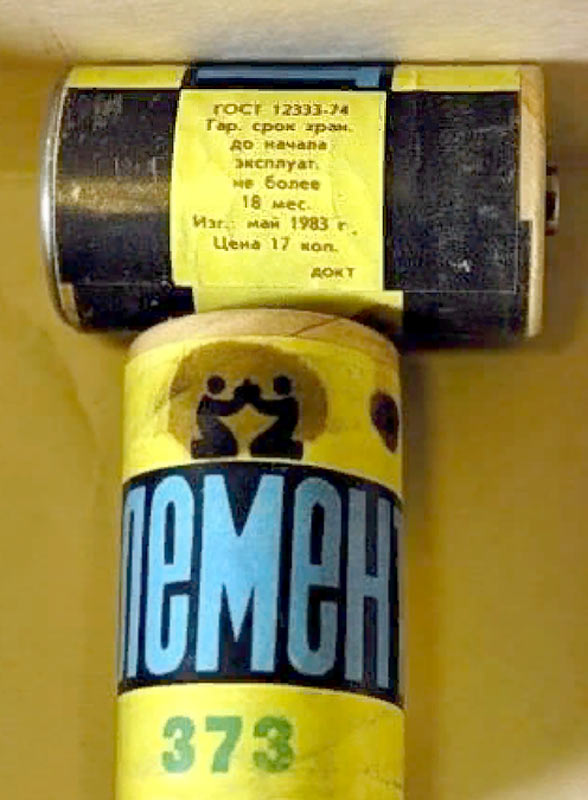 ГОСТ 12333-74
Гар. срок хран.
до начала
эксплуат.
не более
18 мес.
Изг.: май 1983 г.
Цена 17 коп.
ДОКТ
лемент
373